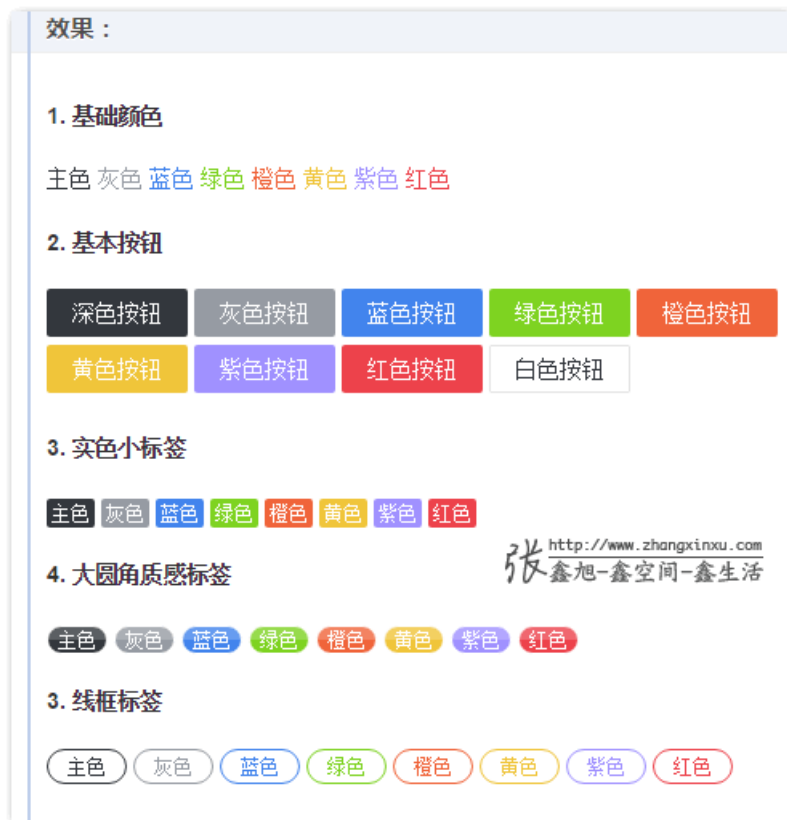 效果：
1. 基础颜色
主色 灰色 蓝色 绿色 橙色 黄色 紫色 红色
2. 基本按钮
深色按钮 灰色按钮 蓝色按钮 绿色按钮 橙色按钮
黄色按钮 紫色按钮 红色按钮 白色按钮
3. 实色小标签
主色 灰色 蓝色 绿色 橙色 黄色 紫色 红色
张 http://www.zhangxinxu.com
鑫旭-鑫空间-鑫生活
4. 大圆角质感标签
主色 灰色 蓝色 绿色 橙色 黄色 紫色 红色
3. 线框标签
主色 灰色 蓝色 绿色 橙色 黄色 紫色 红色